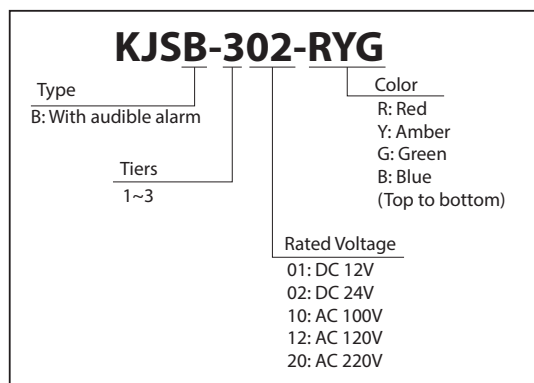 KJSB-302-RYG
Type
B: With audible alarm
Tiers
1~3
Color
R: Red
Y: Amber
G: Green
B: Blue
(Top to bottom)
Rated Voltage
01: DC 12V
02: DC 24V
10: AC 100V
12: AC 120V
20: AC 220V